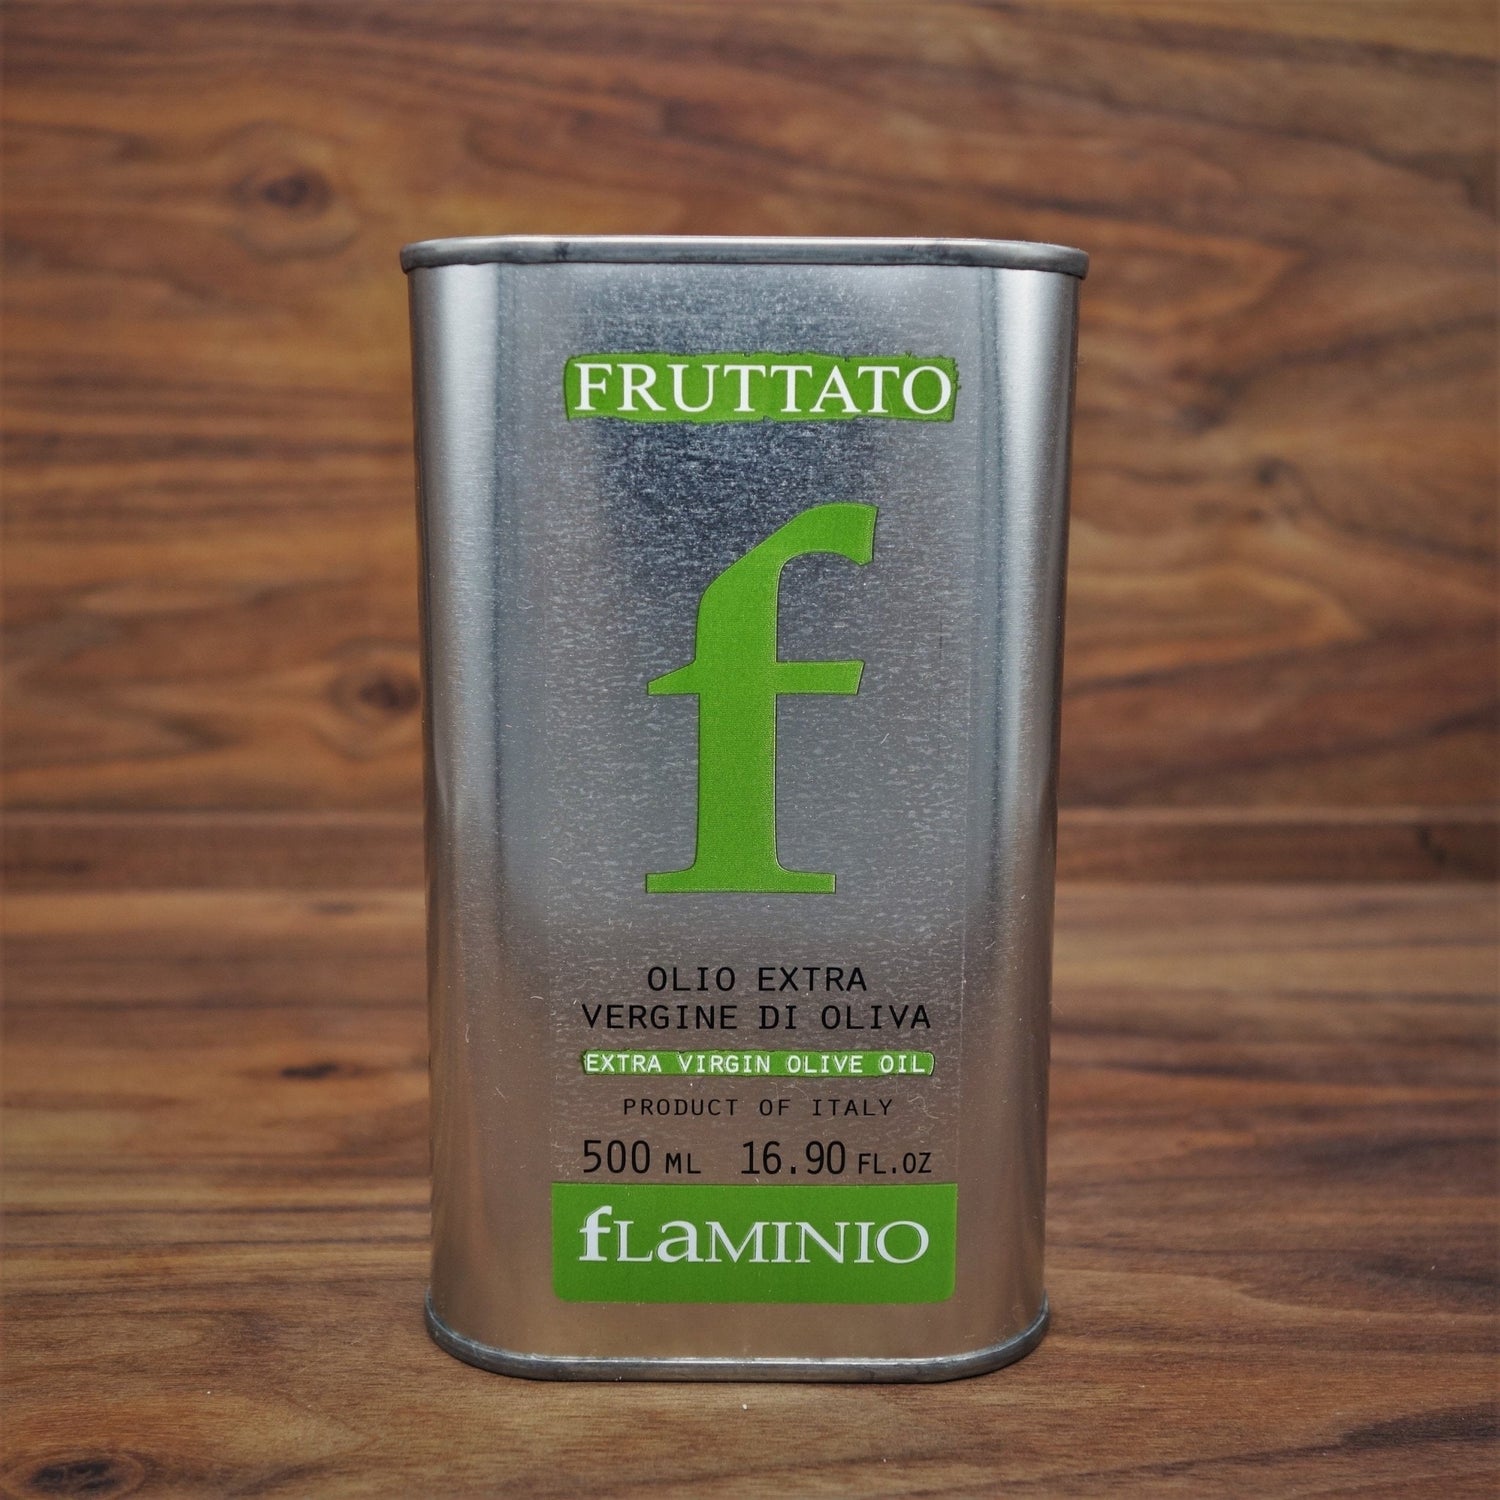 FRUTTATO
f
OLIO EXTRA
VERGINE DI OLIVA
EXTRA VIRGIN OLIVE OIL
PRODUCT OF ITALY
500 ML 16.90 FL.OZ
fLaMINIO